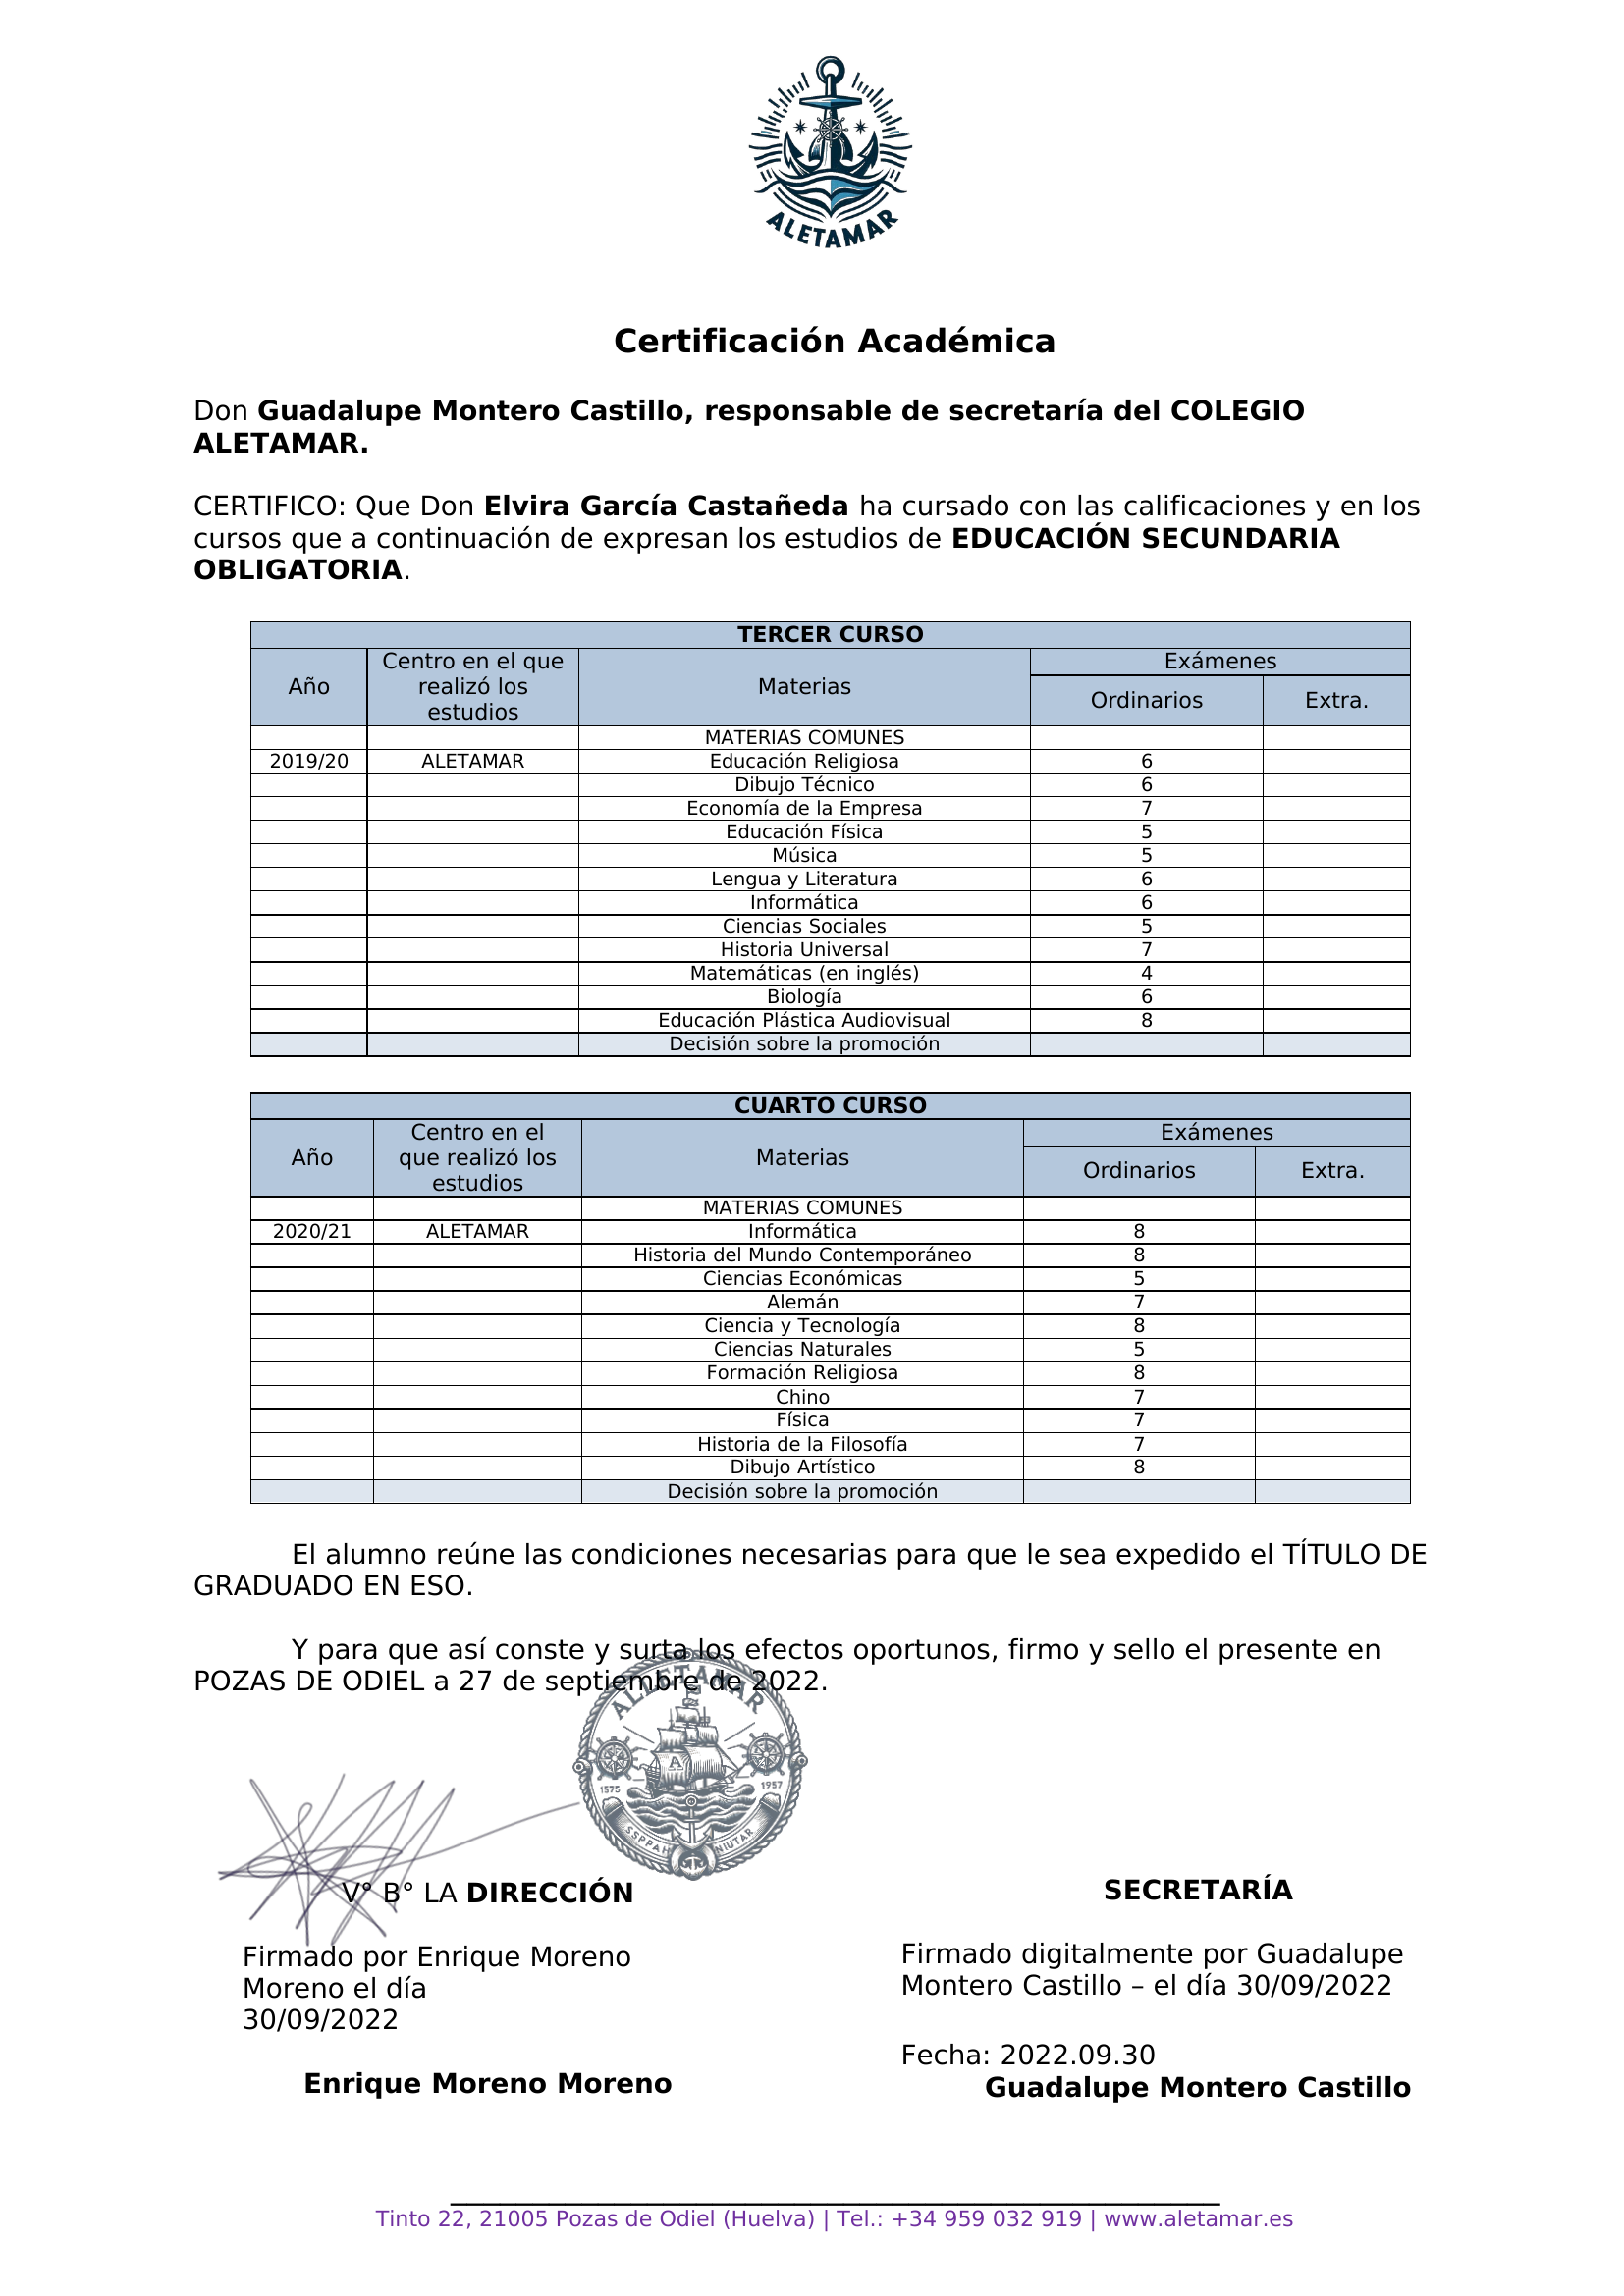 ALETAMAR
Certificación Académica
Don Guadalupe Montero Castillo, responsable de secretaría del COLEGIO
ALETAMAR.
CERTIFICO: Que Don Elvira García Castañeda ha cursado con las calificaciones y en los
cursos que a continuación de expresan los estudios de EDUCACIÓN SECUNDARIA
OBLIGATORIA.
TERCER CURSO
Año Centro en el que realizó los estudios Materias Exámenes
Ordinarios Extra.
MATERIAS COMUNES
2019/20 ALETAMAR Educación Religiosa 6
Dibujo Técnico 6
Economía de la Empresa 7
Educación Física 5
Música 5
Lengua y Literatura 6
Informática 6
Ciencias Sociales 5
Historia Universal 7
Matemáticas (en inglés) 4
Biología 6
Educación Plástica Audiovisual 8
Decisión sobre la promoción
CUARTO CURSO
Año Centro en el que realizó los estudios Materias Exámenes
Ordinarios Extra.
MATERIAS COMUNES
2020/21 ALETAMAR Informática 8
Historia del Mundo Contemporáneo 8
Ciencias Económicas 5
Alemán 7
Ciencia y Tecnología 8
Ciencias Naturales 5
Formación Religiosa 8
Chino 7
Física 7
Historia de la Filosofía 7
Dibujo Artístico 8
Decisión sobre la promoción
El alumno reúne las condiciones necesarias para que le sea expedido el TÍTULO DE
GRADUADO EN ESO.
Y para que así conste y surta los efectos oportunos, firmo y sello el presente en
POZAS DE ODIEL a 27 de septiembre de 2022.
ALLETAMAR
A
1575 1957
V° B° LA DIRECCIÓN
Firmado por Enrique Moreno
Moreno el día
30/09/2022
Enrique Moreno Moreno
SECRETARÍA
Firmado digitalmente por Guadalupe
Montero Castillo – el día 30/09/2022
Fecha: 2022.09.30
Guadalupe Montero Castillo
Tinto 22, 21005 Pozas de Odiel (Huelva) | Tel.: +34 959 032 919 | www.aletamar.es